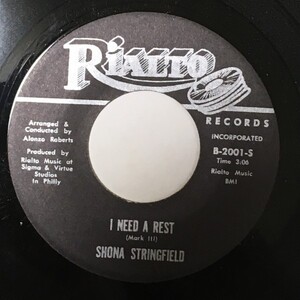 RIALTO
RECORDS
INCORPORATED
Arranged &
Conducted by
Alonzo Roberts
Produced by
Rialto Music at
Sigma & Virtue
Studios
in Philly
B-2001-S
Time 3:06
Rialto Music
BMI
I NEED A REST
(Mark III)
SHONA STRINGFIELD